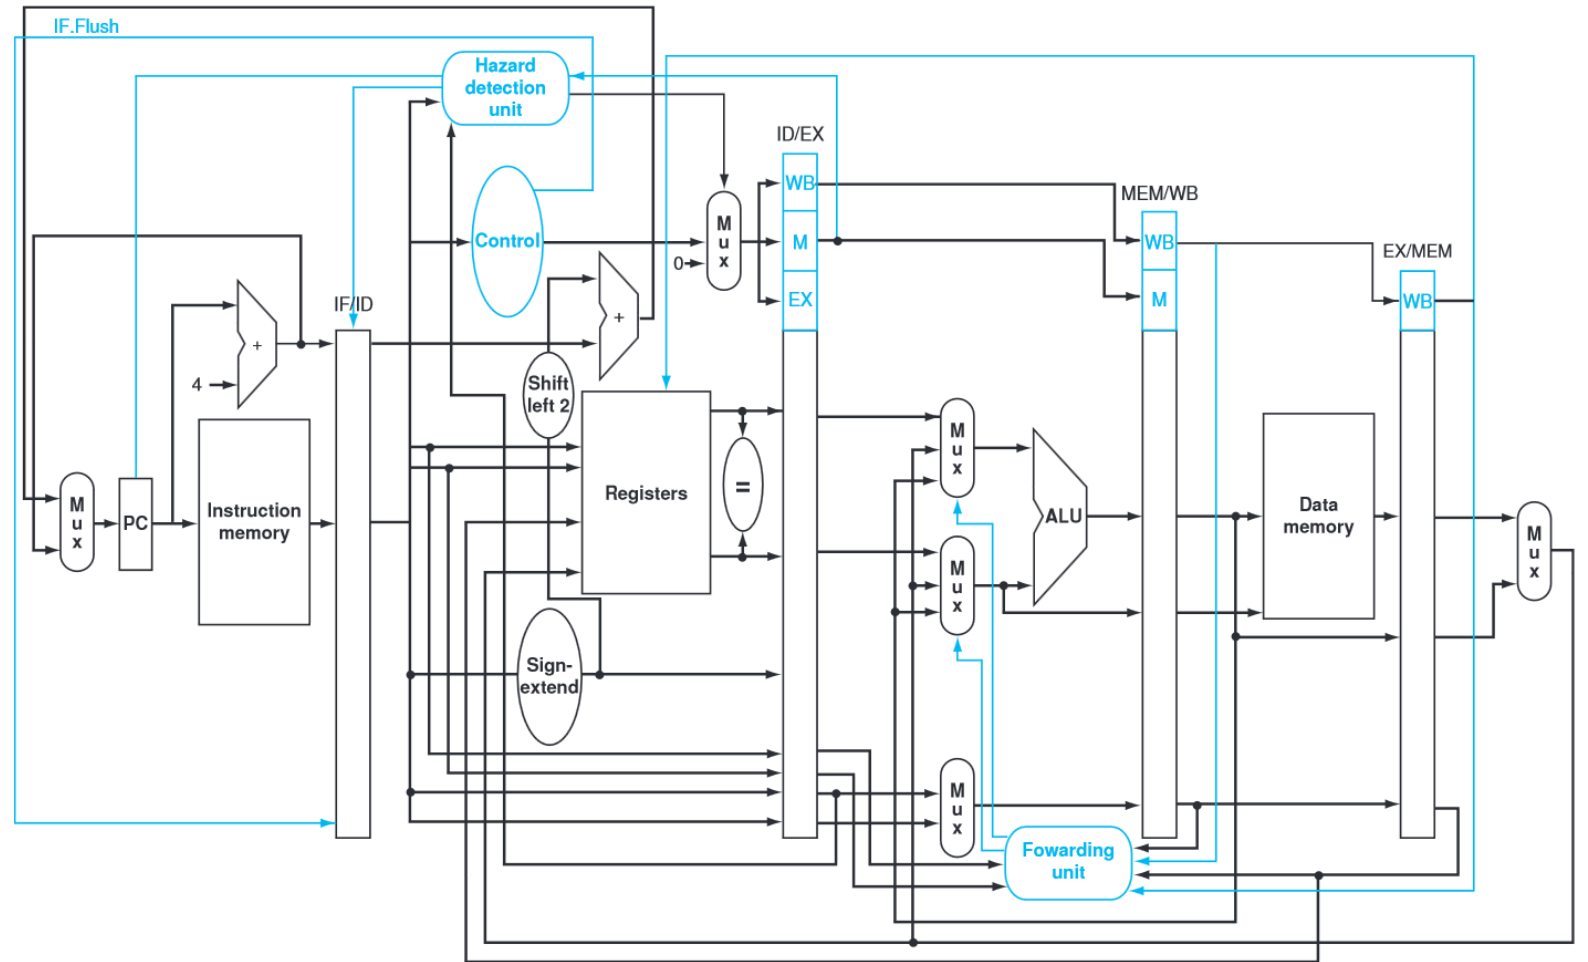 IF.Flush
Hazard
detection
unit
ID/EX
WB
M
EX
MEM/WB
WB
M
EX/MEM
WB
Control
M
u
x
0
+
IF/ID
+
4
Shift
left 2
M
u
x
PC
Instruction
memory
Registers
=
M
u
x
ALU
Data
memory
M
u
x
M
u
x
Sign-
extend
M
u
x
Fowarding
unit